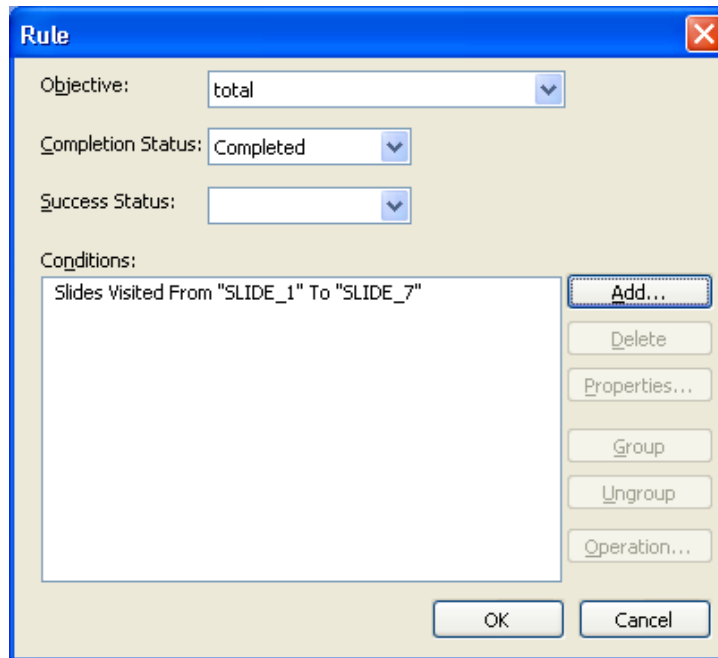 Rule
Objective: total
Completion Status: Completed
Success Status:
Conditions:
Slides Visited From "SLIDE_1" To "SLIDE_7"
Add...
Delete
Properties...
Group
Ungroup
Operation...
OK Cancel